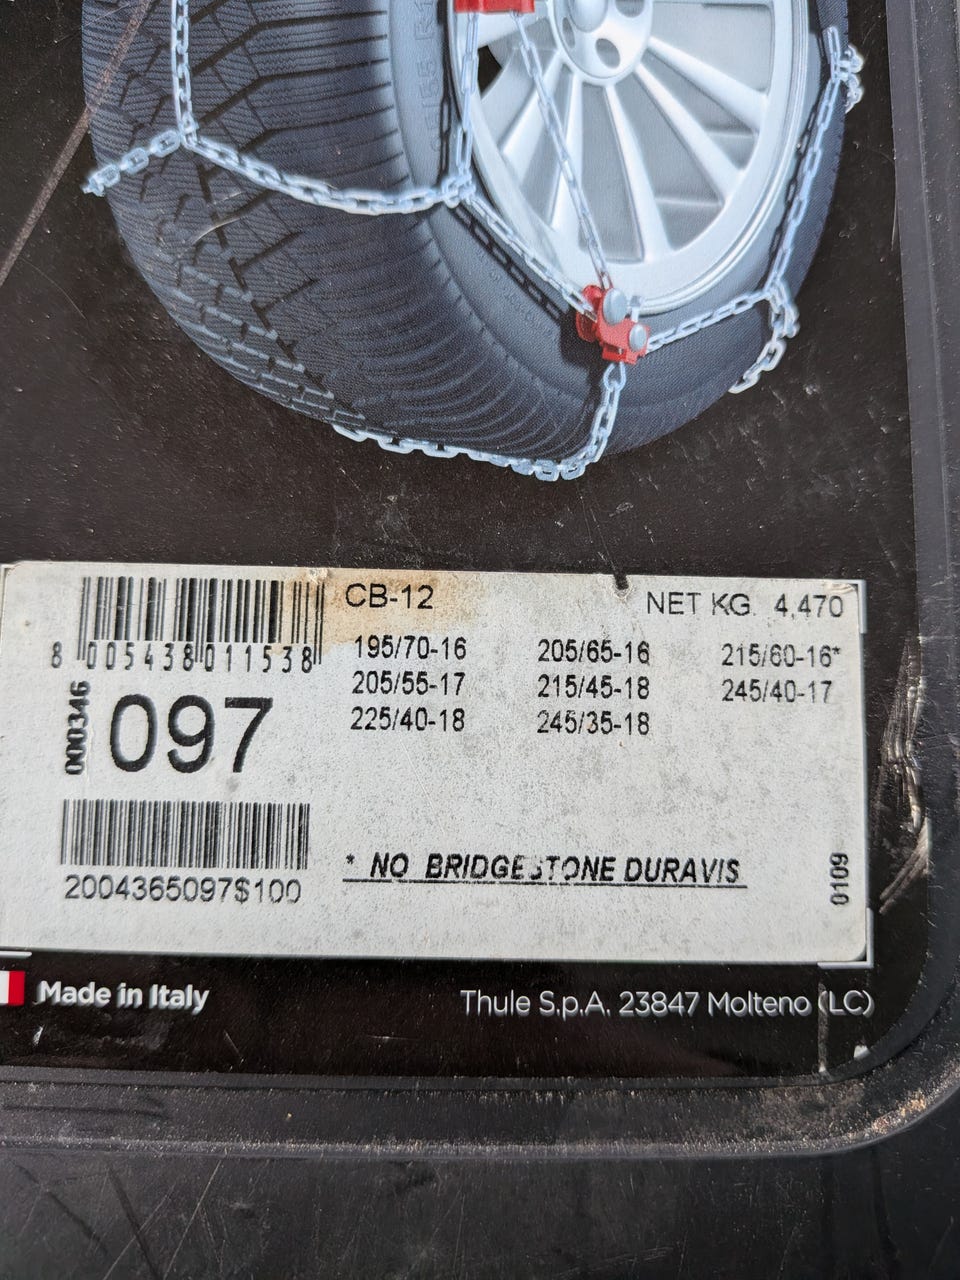 CB-12
NET KG. 4,470
8 005438 011538
195/70-16 205/65-16 215/60-16*
205/55-17 215/45-18 245/40-17
225/40-18 245/35-18
000346
097
2004365097$100
* NO BRIDGESTONE DURAVIS
0109
Made in Italy
Thule S.p.A. 23847 Molteno (LC)